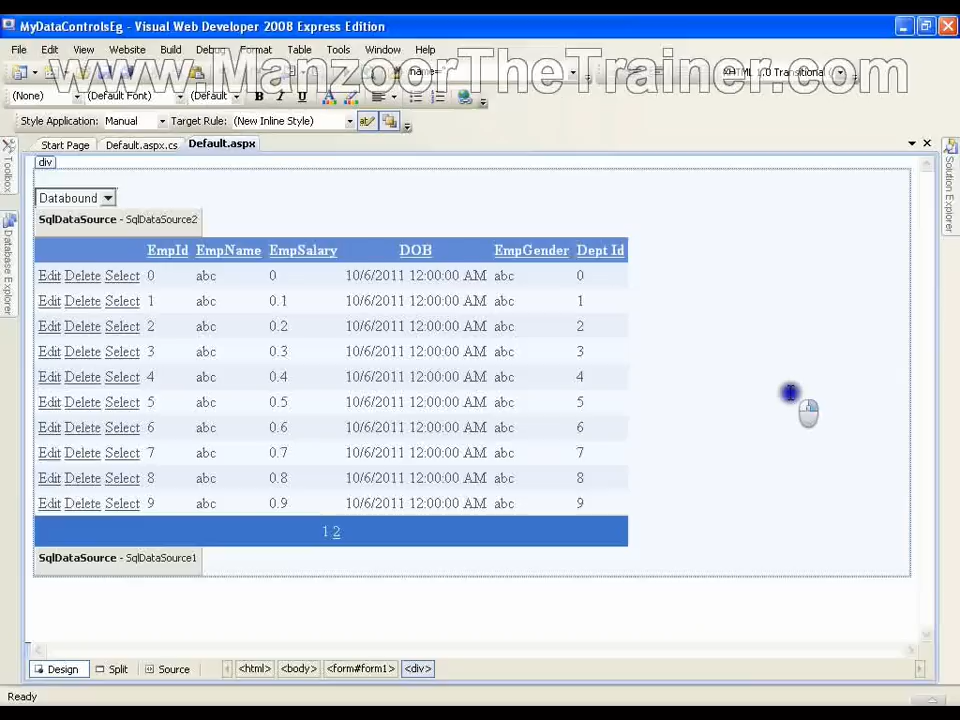 MyDataControlsEg - Visual Web Developer 2008 Express Edition
File Edit View Website Build Debug Format Table Tools Window Help
www.ManzoorTheTrainer.com
name= XHTML 1.0 Transitional
(None) (Default Font) (Default B I U A
Style Application: Manual Target Rule: (New Inline Style)
Start Page Default.aspx.cs Default.aspx
Toolbox
Database Explorer
Solution Explorer
div
Databound
SqlDataSource - SqlDataSource2
EmpId EmpName EmpSalary DOB EmpGender Dept Id
Edit Delete Select 0 abc 0 10/6/2011 12:00:00 AM abc 0
Edit Delete Select 1 abc 0.1 10/6/2011 12:00:00 AM abc 1
Edit Delete Select 2 abc 0.2 10/6/2011 12:00:00 AM abc 2
Edit Delete Select 3 abc 0.3 10/6/2011 12:00:00 AM abc 3
Edit Delete Select 4 abc 0.4 10/6/2011 12:00:00 AM abc 4
Edit Delete Select 5 abc 0.5 10/6/2011 12:00:00 AM abc 5
Edit Delete Select 6 abc 0.6 10/6/2011 12:00:00 AM abc 6
Edit Delete Select 7 abc 0.7 10/6/2011 12:00:00 AM abc 7
Edit Delete Select 8 abc 0.8 10/6/2011 12:00:00 AM abc 8
Edit Delete Select 9 abc 0.9 10/6/2011 12:00:00 AM abc 9
1 2
SqlDataSource - SqlDataSource1
Design Split Source <html> <body> <form#form1> <div>
Ready